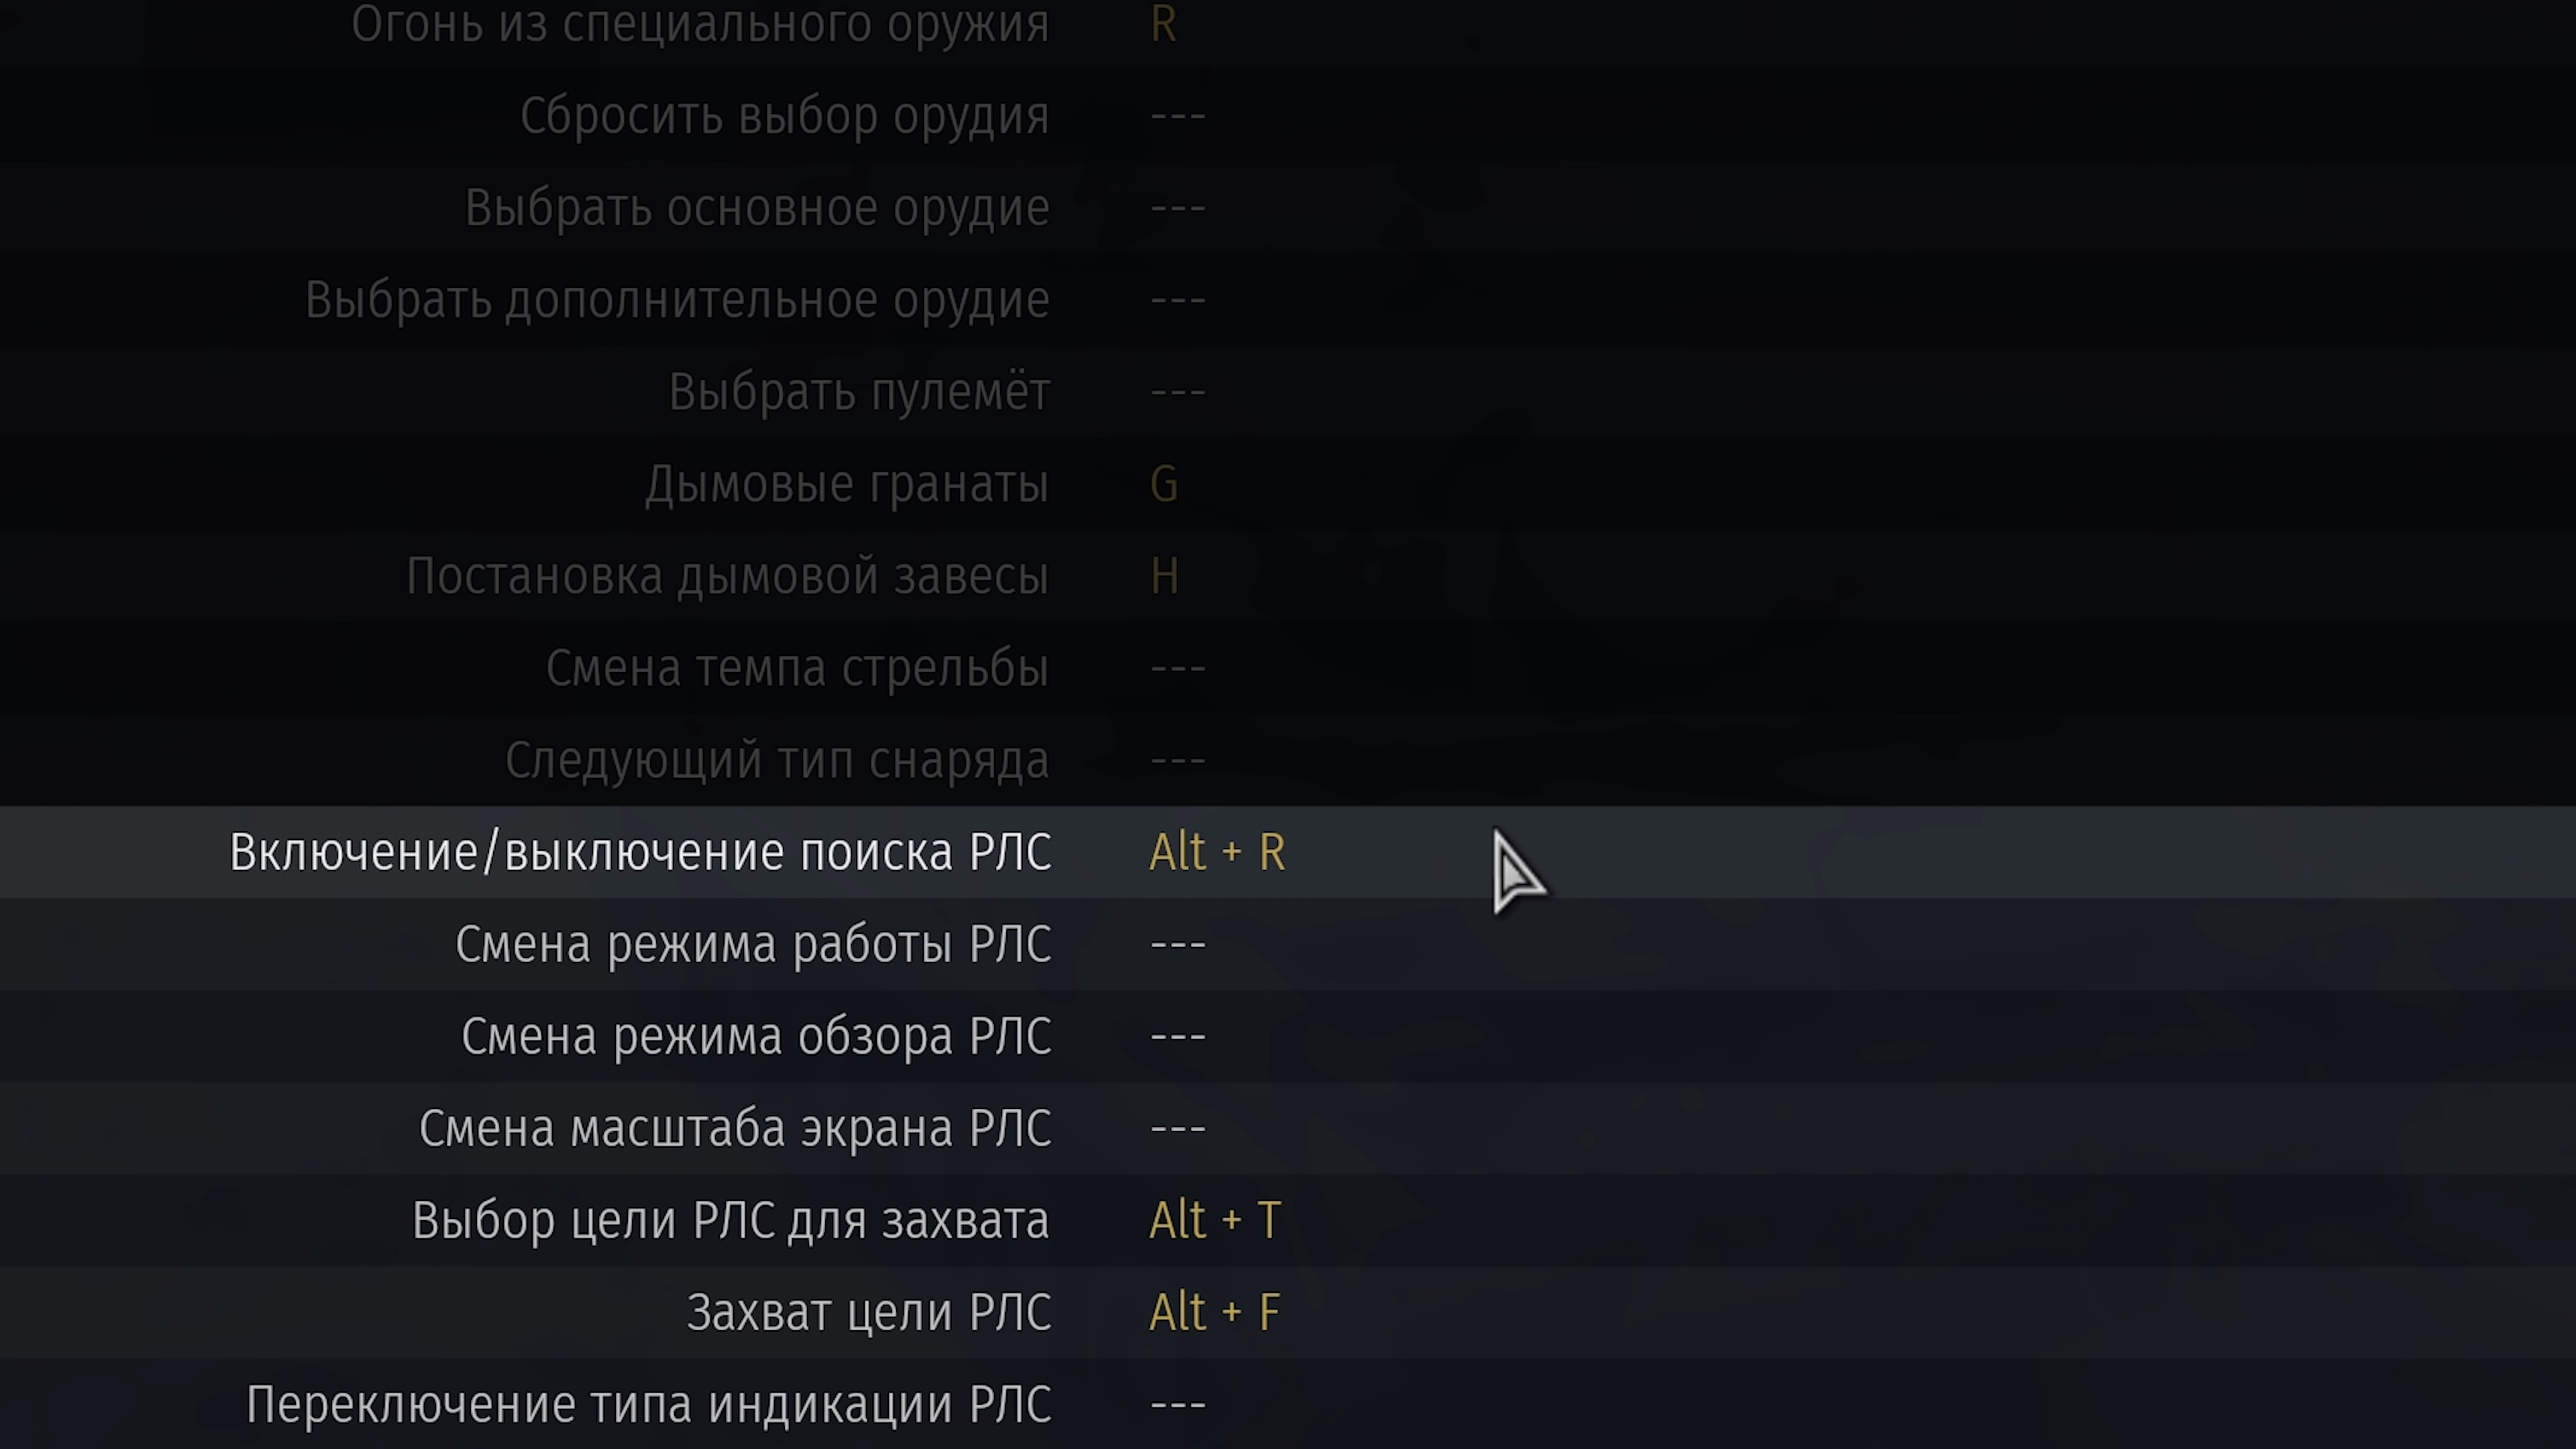 Огонь из специального оружия R
Сбросить выбор орудия ---
Выбрать основное орудие ---
Выбрать дополнительное орудие ---
Выбрать пулемёт ---
Дымовые гранаты G
Постановка дымовой завесы H
Смена темпа стрельбы ---
Следующий тип снаряда ---
Включение/выключение поиска РЛС Alt + R
Смена режима работы РЛС ---
Смена режима обзора РЛС ---
Смена масштаба экрана РЛС ---
Выбор цели РЛС для захвата Alt + T
Захват цели РЛС Alt + F
Переключение типа индикации РЛС ---